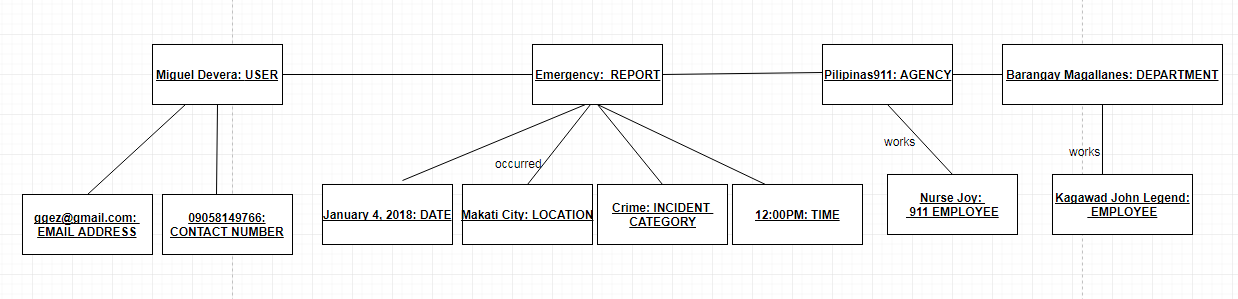 Miguel Devera: USER
Emergency: REPORT
Pilipinas911: AGENCY
Barangay Magallanes: DEPARTMENT
occurred
works
works
qgez@gmail.com:
EMAIL ADDRESS
09058149766:
CONTACT NUMBER
January 4, 2018: DATE
Makati City: LOCATION
Crime: INCIDENT
CATEGORY
12:00PM: TIME
Nurse Joy:
911 EMPLOYEE
Kagawad John Legend:
EMPLOYEE